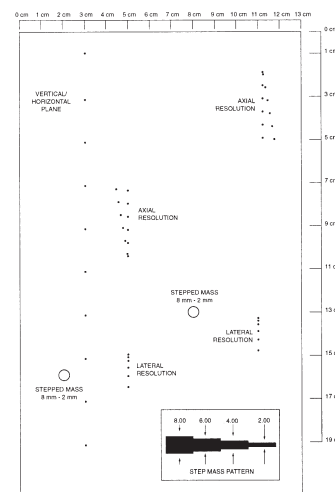 0 cm 1 cm 2 cm 3 cm 4 cm 5 cm 6 cm 7 cm 8 cm 9 cm 10 cm 11 cm 12 cm 13 cm
0 cm
1 cm
VERTICAL/
HORIZONTAL
PLANE
AXIAL
RESOLUTION
3 cm
5 cm
7 cm
AXIAL
RESOLUTION
9 cm
11 cm
STEPPED MASS
8 mm - 2 mm
13 cm
LATERAL
RESOLUTION
15 cm
LATERAL
RESOLUTION
STEPPED MASS
8 mm - 2 mm
17 cm
8.00 6.00 4.00 2.00
STEP MASS PATTERN
19 cm